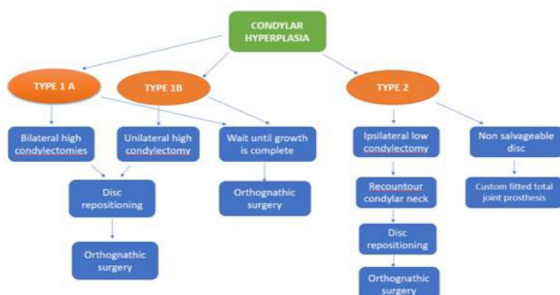 CONDYLAR
HYPERPLASIA
TYPE 1 A
TYPE 1B
TYPE 2
Bilateral high
condylectomies
Unilateral high
condylectomy
Wait until growth
is complete
Ipsilateral low
condylectomy
Non salvageable
disc
Disc
repositioning
Orthognathic
surgery
Recountour
condylar neck
Custom fitted total
joint prosthesis
Orthognathic
surgery
Disc
repositioning
Orthognathic
surgery